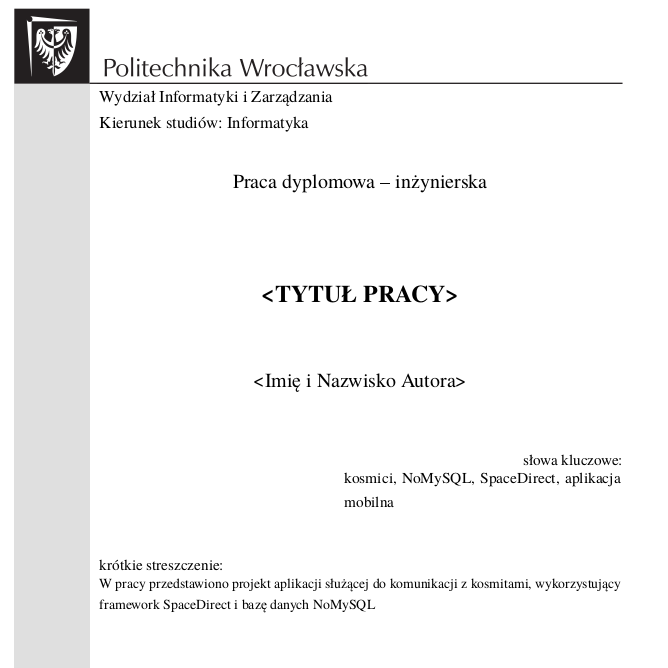 Politechnika Wrocławska
Wydział Informatyki i Zarządzania
Kierunek studiów: Informatyka
Praca dyplomowa – inżynierska
<TYTUŁ PRACY>
<Imię i Nazwisko Autora>
słowa kluczowe:
kosmici, NoMySQL, SpaceDirect, aplikacja
mobilna
krótkie streszczenie:
W pracy przedstawiono projekt aplikacji służącej do komunikacji z kosmitami, wykorzystujący
framework SpaceDirect i bazę danych NoMySQL